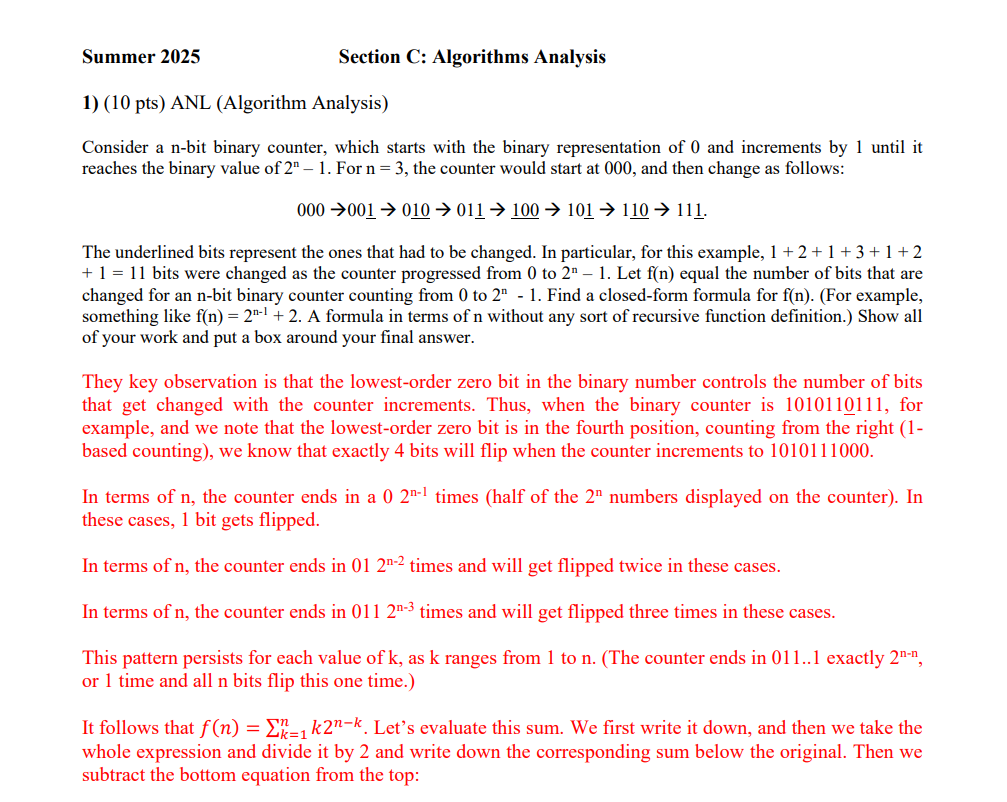 Summer 2025 Section C: Algorithms Analysis
1) (10 pts) ANL (Algorithm Analysis)
Consider a n-bit binary counter, which starts with the binary representation of 0 and increments by 1 until it
reaches the binary value of 2ⁿ – 1. For n = 3, the counter would start at 000, and then change as follows:
000 →001 → 010 → 011 → 100 → 101 → 110 → 111.
The underlined bits represent the ones that had to be changed. In particular, for this example, 1 + 2 + 1 + 3 + 1 + 2
+ 1 = 11 bits were changed as the counter progressed from 0 to 2ⁿ – 1. Let f(n) equal the number of bits that are
changed for an n-bit binary counter counting from 0 to 2ⁿ - 1. Find a closed-form formula for f(n). (For example,
something like f(n) = 2ⁿ⁻¹ + 2. A formula in terms of n without any sort of recursive function definition.) Show all
of your work and put a box around your final answer.
They key observation is that the lowest-order zero bit in the binary number controls the number of bits
that get changed with the counter increments. Thus, when the binary counter is 1010110111, for
example, and we note that the lowest-order zero bit is in the fourth position, counting from the right (1-
based counting), we know that exactly 4 bits will flip when the counter increments to 1010111000.
In terms of n, the counter ends in a 0 2ⁿ⁻¹ times (half of the 2ⁿ numbers displayed on the counter). In
these cases, 1 bit gets flipped.
In terms of n, the counter ends in 01 2ⁿ⁻² times and will get flipped twice in these cases.
In terms of n, the counter ends in 011 2ⁿ⁻³ times and will get flipped three times in these cases.
This pattern persists for each value of k, as k ranges from 1 to n. (The counter ends in 011..1 exactly 2ⁿ⁻ⁿ,
or 1 time and all n bits flip this one time.)
It follows that f(n) = ∑ⁿₖ₌₁ k2ⁿ⁻ᵏ. Let’s evaluate this sum. We first write it down, and then we take the
whole expression and divide it by 2 and write down the corresponding sum below the original. Then we
subtract the bottom equation from the top: